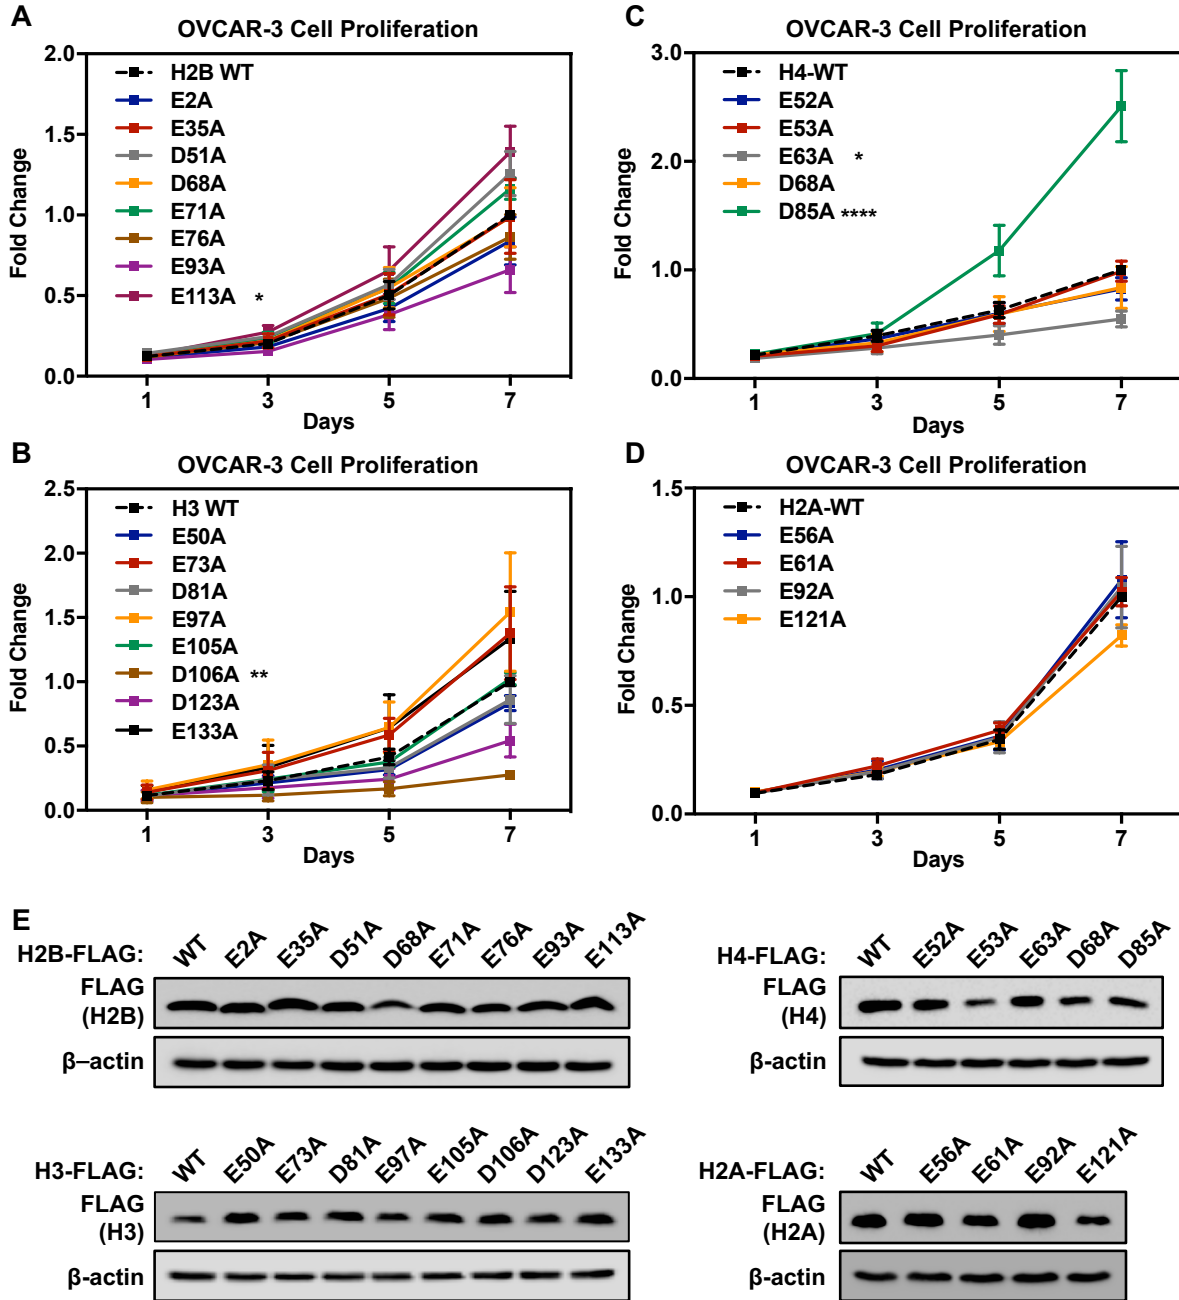 A
OVCAR-3 Cell Proliferation
Fold Change
2.0
1.5
1.0
0.5
0.0
H2B WT
E2A
E35A
D51A
D68A
E71A
E76A
E93A
E113A *
1 3 5 7
Days
C
OVCAR-3 Cell Proliferation
Fold Change
3.0
2.0
1.0
0.0
H4-WT
E52A
E53A
E63A *
D68A
D85A ****
1 3 5 7
Days
B
OVCAR-3 Cell Proliferation
Fold Change
2.5
2.0
1.5
1.0
0.5
0.0
H3 WT
E50A
E73A
D81A
E97A
E105A
D106A **
D123A
E133A
1 3 5 7
Days
D
OVCAR-3 Cell Proliferation
Fold Change
1.5
1.0
0.5
0.0
H2A-WT
E56A
E61A
E92A
E121A
1 3 5 7
Days
E
H2B-FLAG: WT E2A E35A D51A D68A E71A E76A E93A E113A
FLAG
(H2B)
β–actin
H4-FLAG: WT E52A E53A E63A D68A D85A
FLAG
(H4)
β-actin
H3-FLAG: WT E50A E73A D81A E97A E105A D106A D123A E133A
FLAG
(H3)
β-actin
H2A-FLAG: WT E56A E61A E92A E121A
FLAG
(H2A)
β-actin